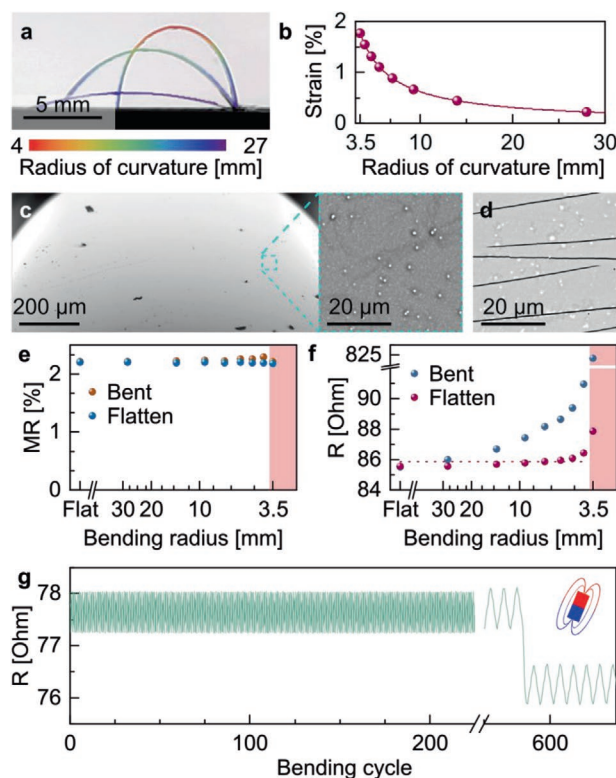 a
5 mm
4 27
Radius of curvature [mm]
b
Strain [%]
2
1
0
3.5 10 20 30
Radius of curvature [mm]
c
200 µm
20 µm
d
20 µm
e
MR [%]
2
1
0
Bent
Flatten
Flat 30 20 10 3.5
Bending radius [mm]
f
R [Ohm]
825
90
88
86
84
Bent
Flatten
Flat 30 20 10 3.5
Bending radius [mm]
g
R [Ohm]
78
77
76
0 100 200 600
Bending cycle